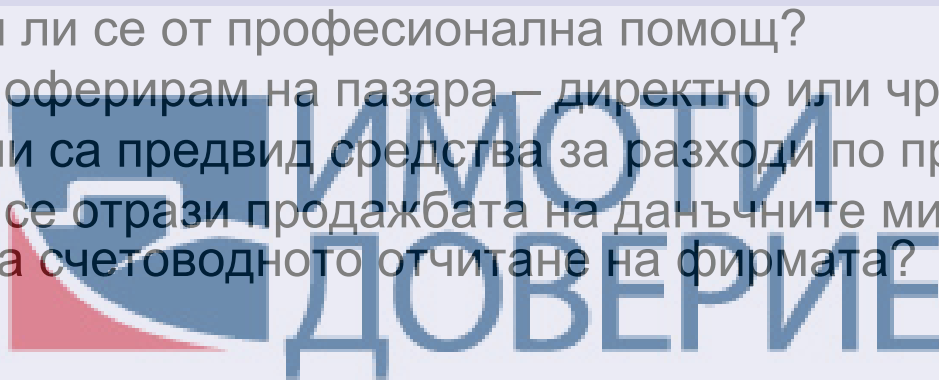 ли се от професионална помощ?
оферирам на пазара – директно или чр
и са предвид средства за разходи по пр
се отрази продажбата на данъчните ми
а счетоводното отчитане на фирмата?
ИМОТИ
ДОВЕРИЕ